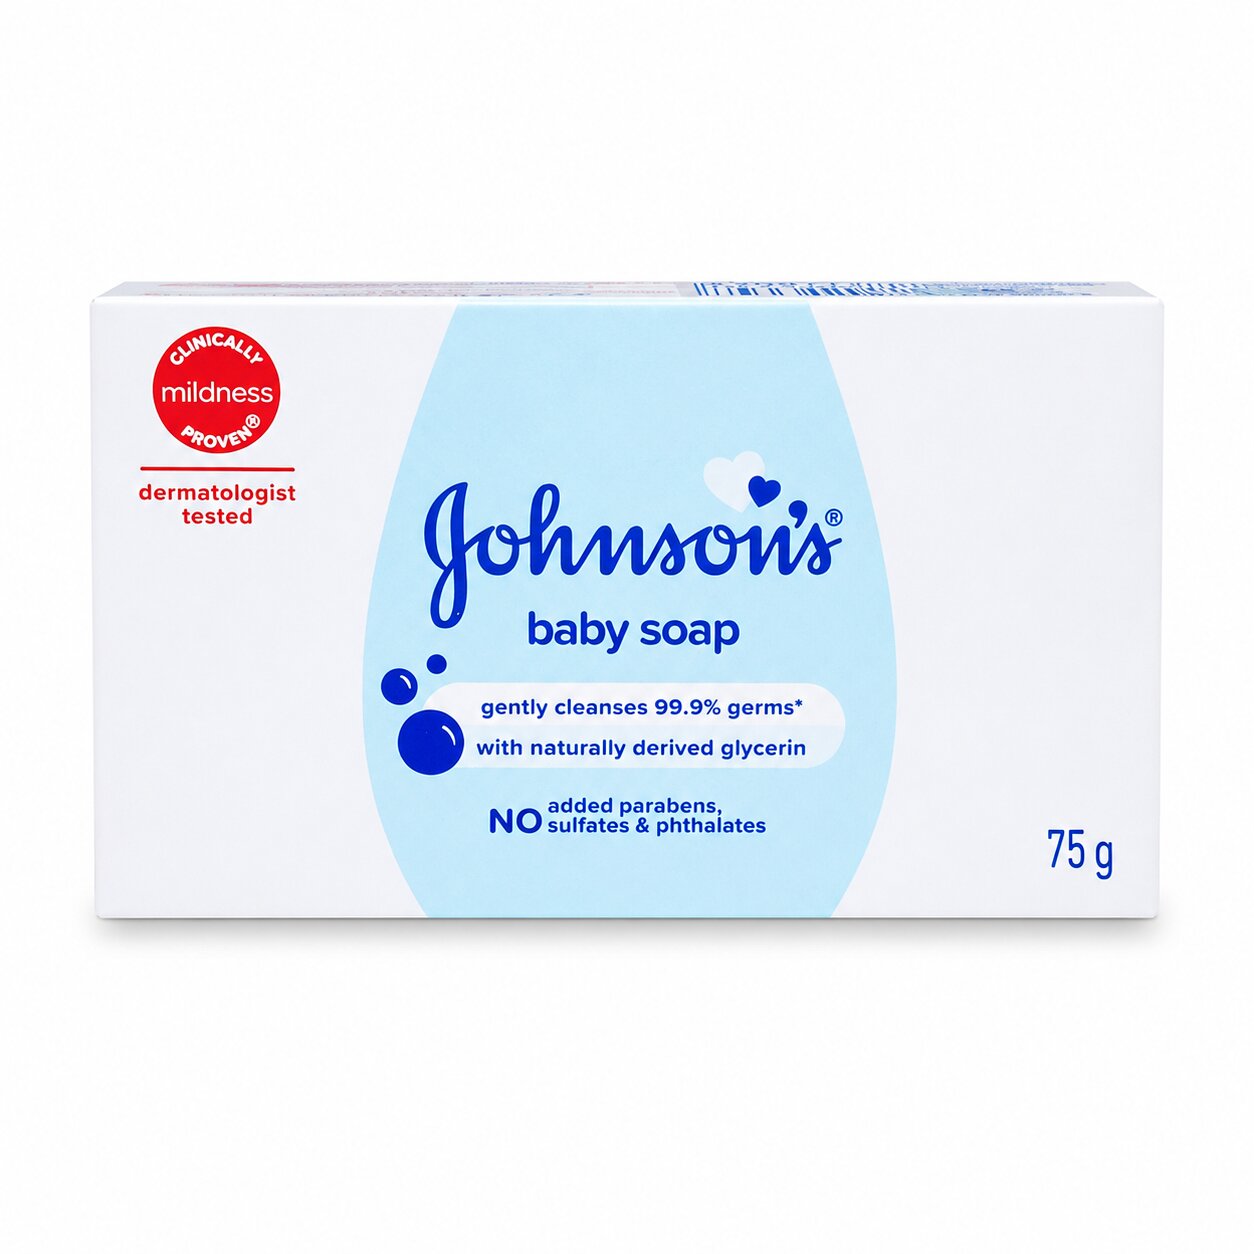 CLINICALLY
mildness
PROVEN®
dermatologist
tested
Johnson's®
baby soap
gently cleanses 99.9% germs*
with naturally derived glycerin
NO added parabens,
sulfates & phthalates
75 g